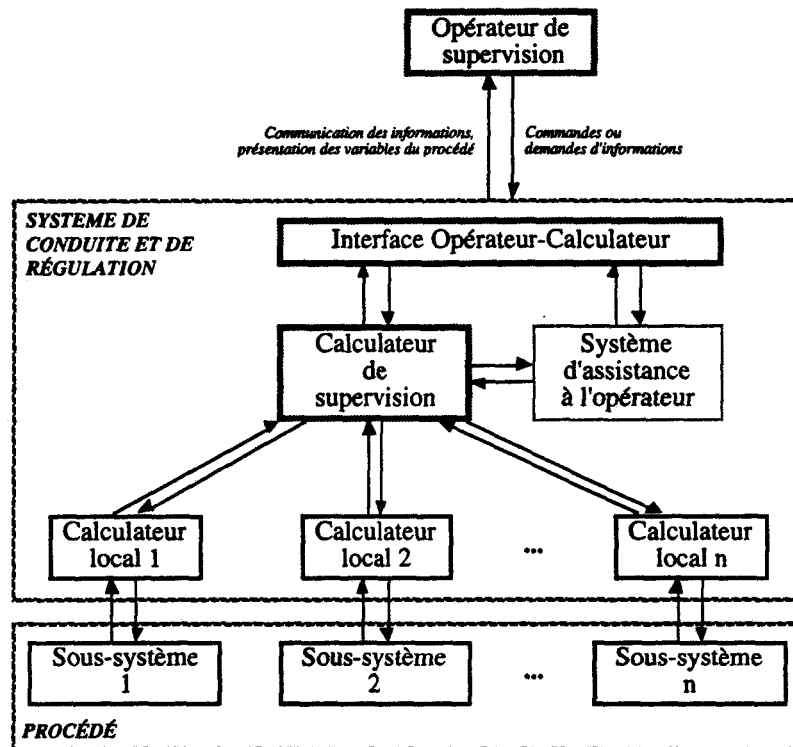 Opérateur de
supervision
Communication des informations,
présentation des variables du procédé
Commandes ou
demandes d'informations
SYSTEME DE
CONDUITE ET DE
RÉGULATION
Interface Opérateur-Calculateur
Calculateur
de
supervision
Système
d'assistance
à l'opérateur
Calculateur
local 1
Calculateur
local 2
...
Calculateur
local n
Sous-système
1
Sous-système
2
...
Sous-système
n
PROCÉDÉ